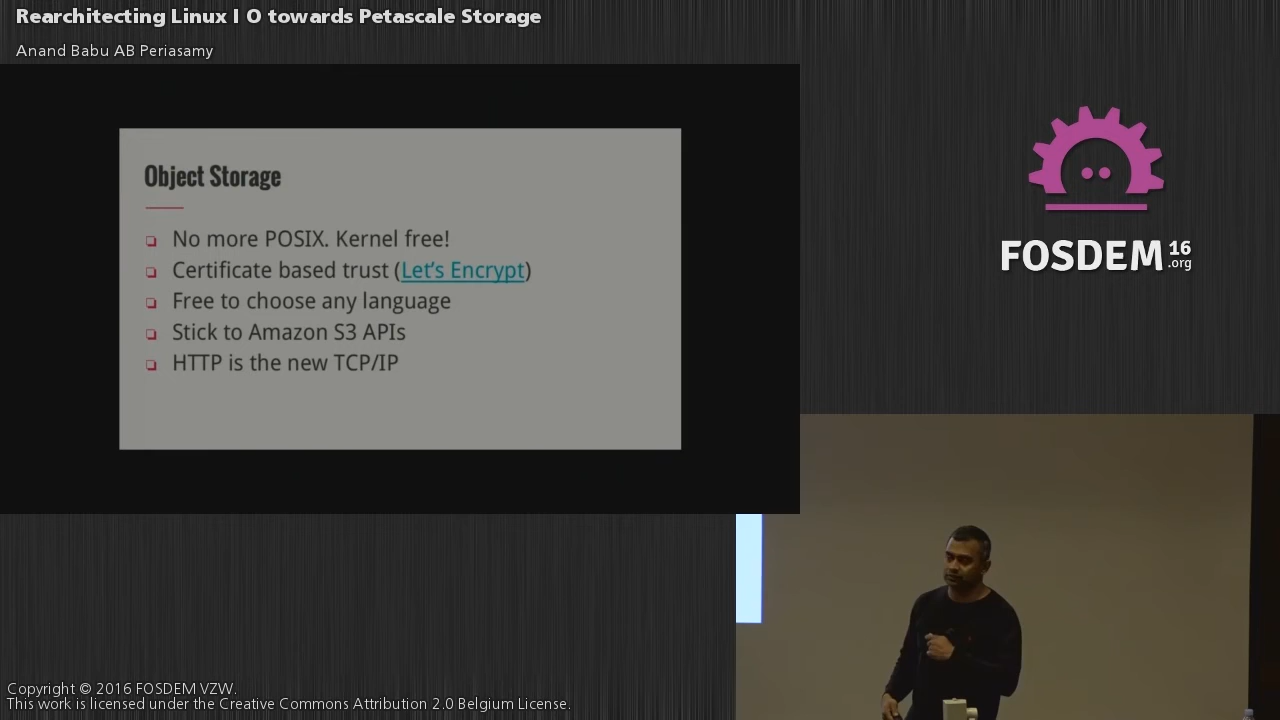 Rearchitecting Linux I O towards Petascale Storage
Anand Babu AB Periasamy
Object Storage
No more POSIX. Kernel free!
Certificate based trust (Let's Encrypt)
Free to choose any language
Stick to Amazon S3 APIs
HTTP is the new TCP/IP
FOSDEM 16
.org
Copyright © 2016 FOSDEM VZW.
This work is licensed under the Creative Commons Attribution 2.0 Belgium License.